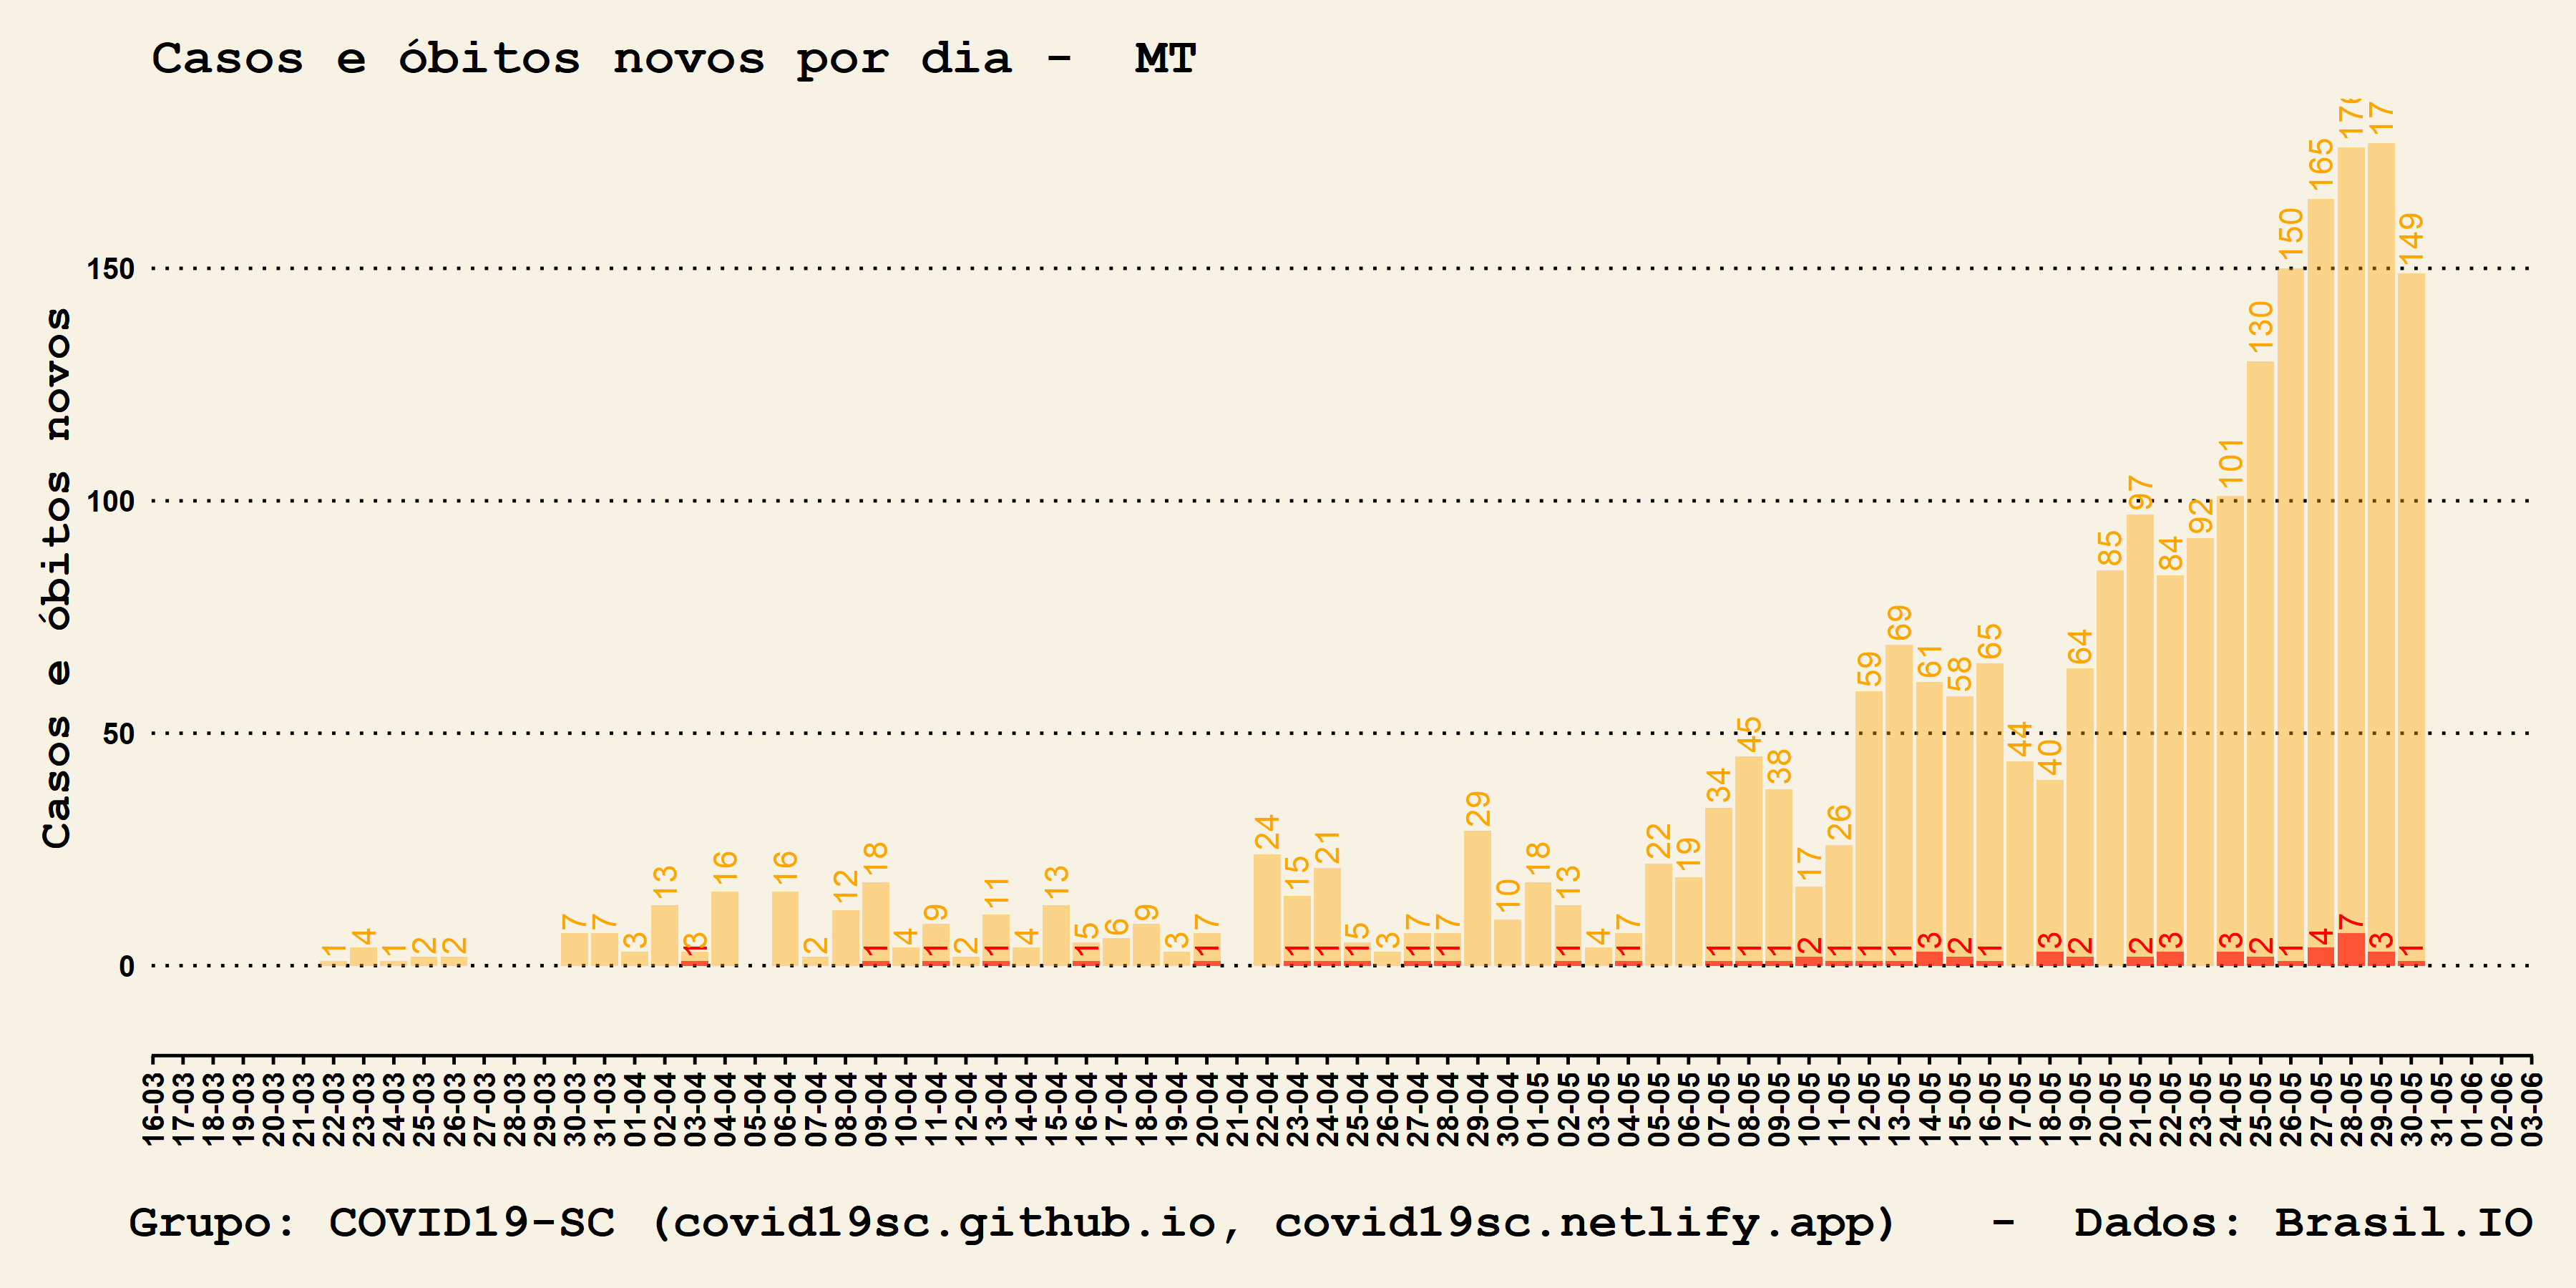 Casos e óbitos novos por dia -  MT
Casos e óbitos novos
150
100
50
0
1 4 1 2 2 7 7 3 13 3 16 16 2 12 18 4 9 2 11 4 13 5 6 9 3 7 24 15 21 5 3 7 7 29 10 18 13 4 7 22 19 34 45 38 17 26 59 69 61 58 65 44 40 64 85 97 84 92 101 130 150 165 176 17 149
1 1 1 1 1 1 1 1 1 1 1 1 1 1 1 1 2 1 1 1 3 2 1 3 2 2 3 3 2 1 4 7 3 1
16-03 17-03 18-03 19-03 20-03 21-03 22-03 23-03 24-03 25-03 26-03 27-03 28-03 29-03 30-03 31-03 01-04 02-04 03-04 04-04 05-04 06-04 07-04 08-04 09-04 10-04 11-04 12-04 13-04 14-04 15-04 16-04 17-04 18-04 19-04 20-04 21-04 22-04 23-04 24-04 25-04 26-04 27-04 28-04 29-04 30-04 01-05 02-05 03-05 04-05 05-05 06-05 07-05 08-05 09-05 10-05 11-05 12-05 13-05 14-05 15-05 16-05 17-05 18-05 19-05 20-05 21-05 22-05 23-05 24-05 25-05 26-05 27-05 28-05 29-05 30-05 31-05 01-06 02-06 03-06
Grupo: COVID19-SC (covid19sc.github.io, covid19sc.netlify.app)   -  Dados: Brasil.IO